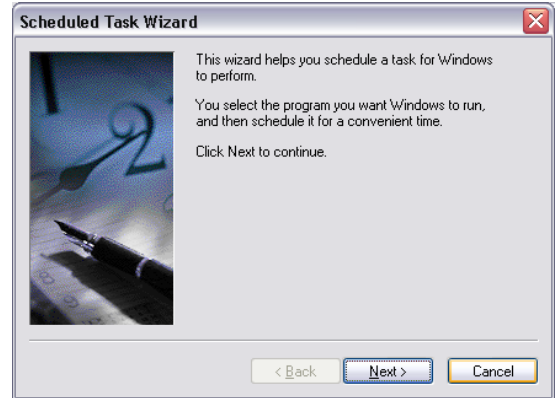 Scheduled Task Wizard
This wizard helps you schedule a task for Windows
to perform.
You select the program you want Windows to run,
and then schedule it for a convenient time.
Click Next to continue.
2
< Back
Next >
Cancel